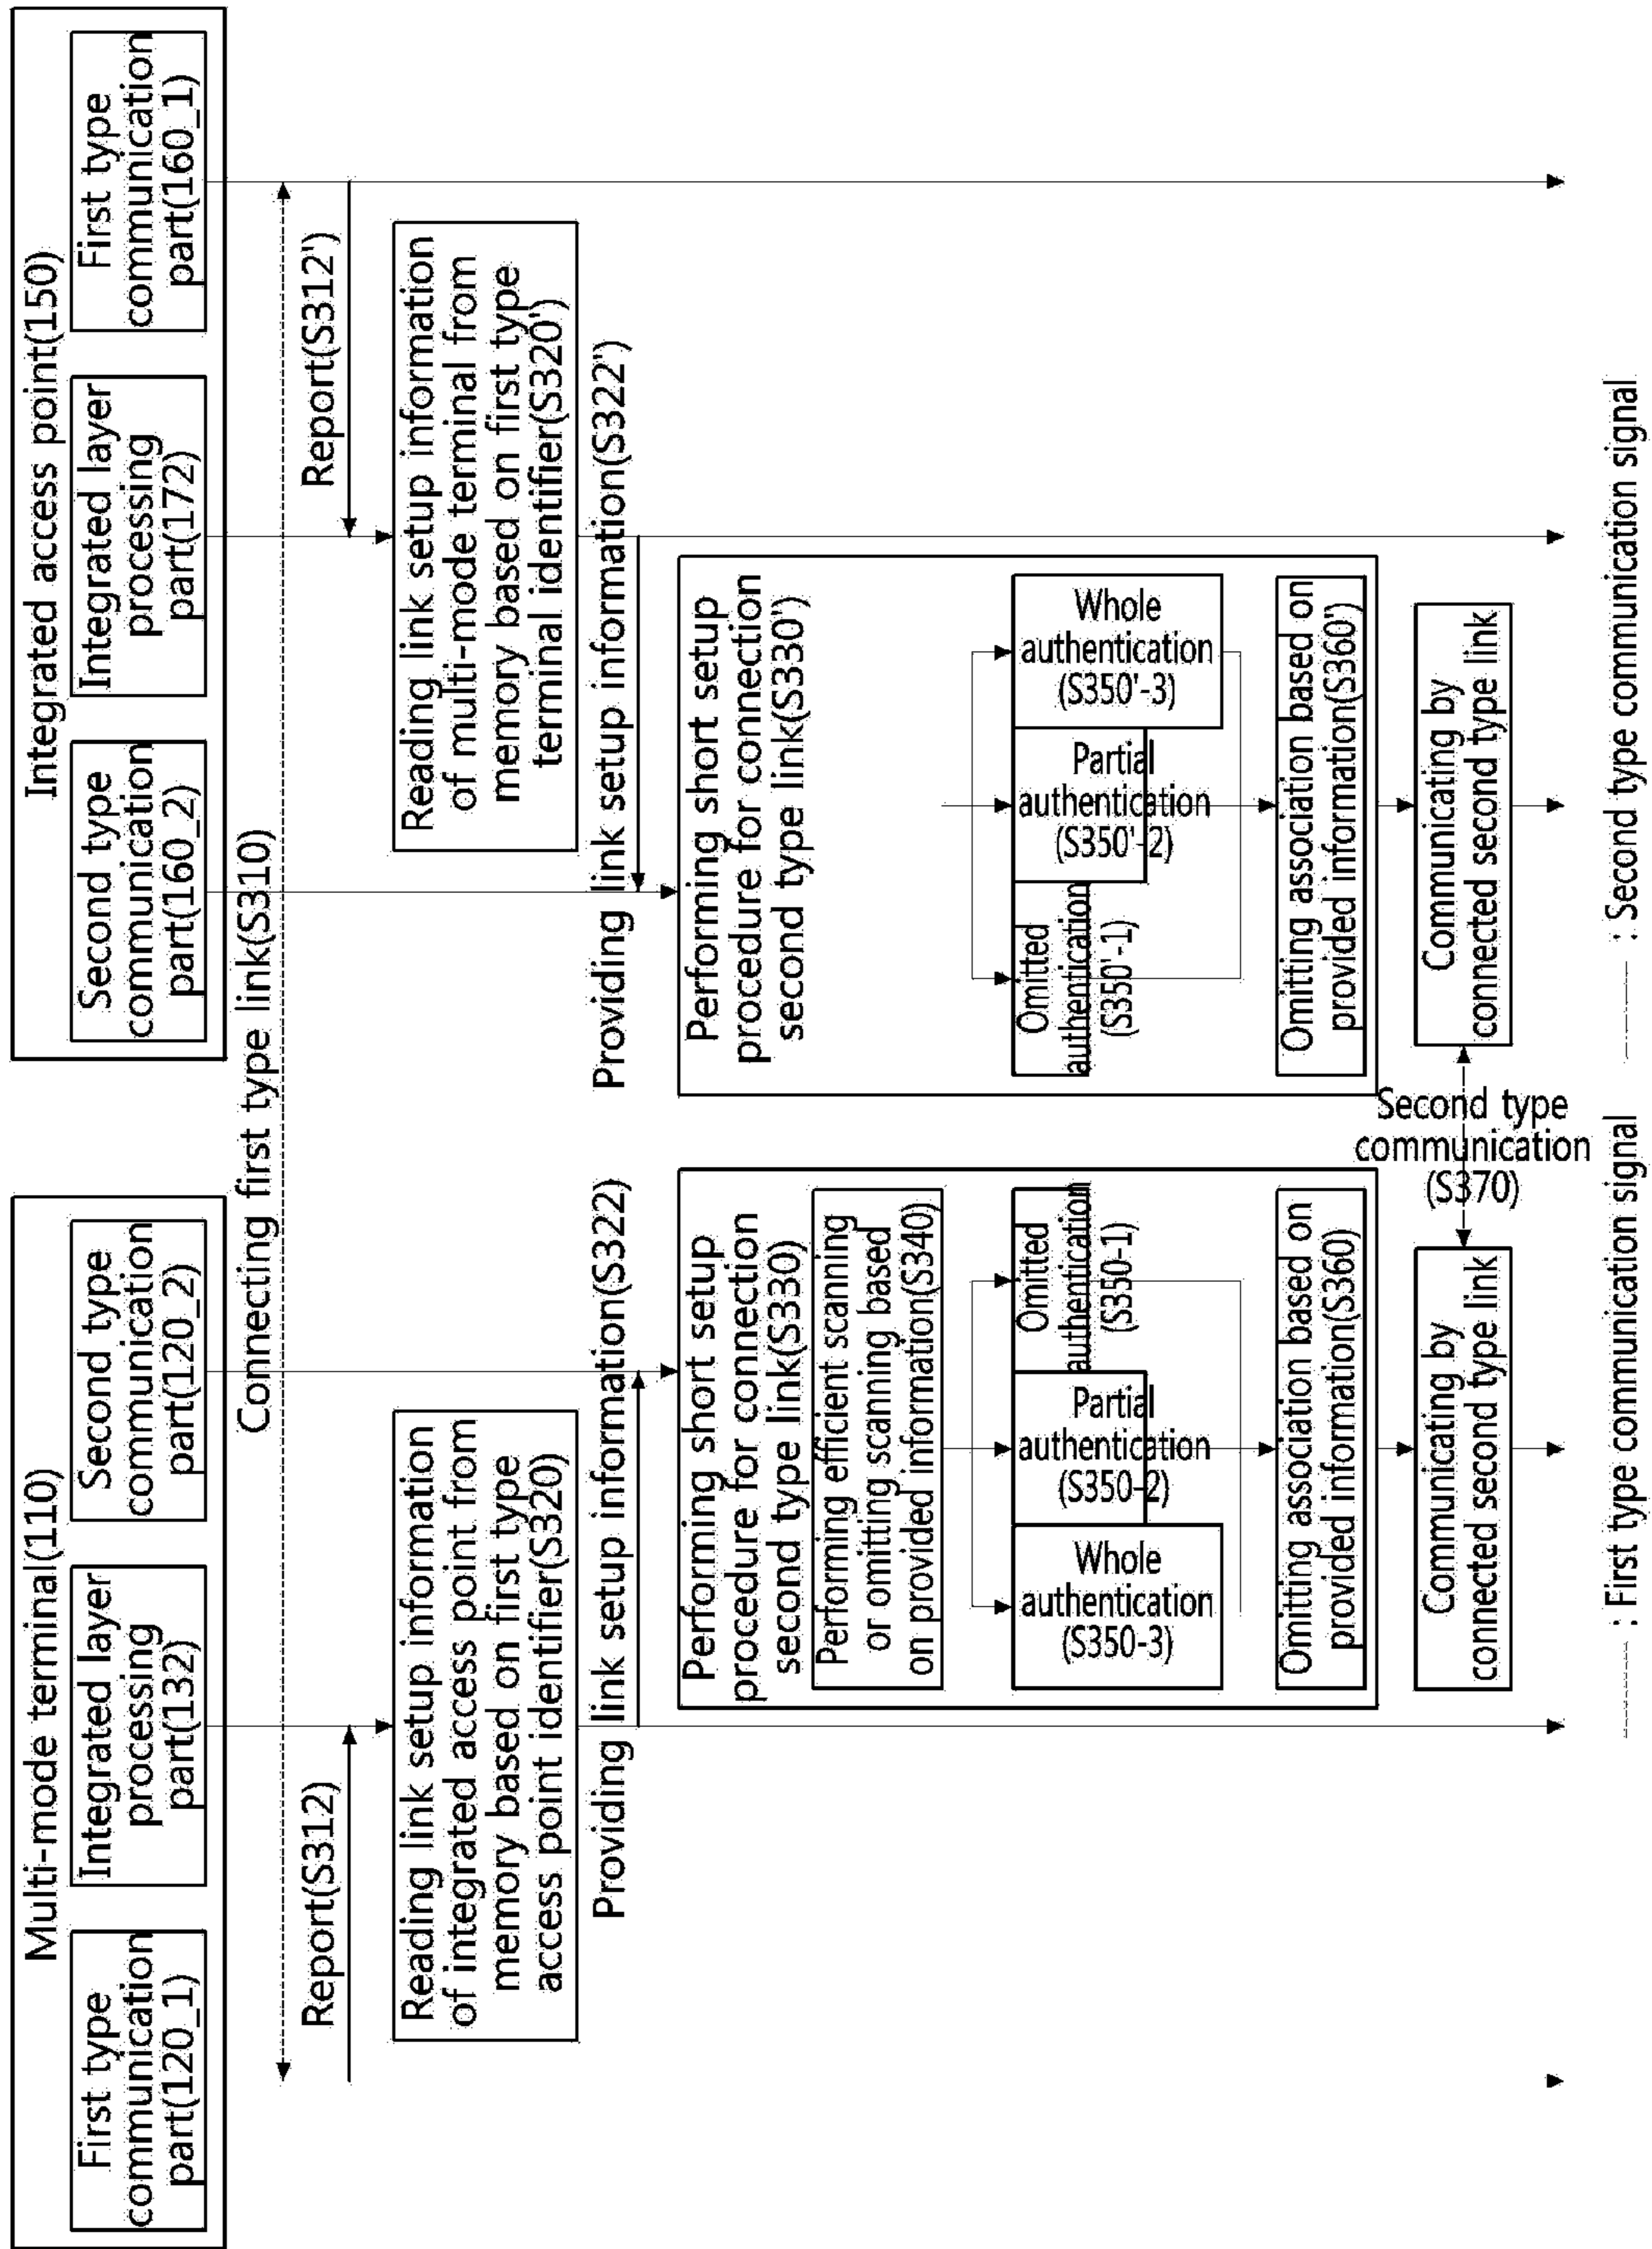 Multi-mode terminal(110)
First type
communication
part(120_1)
Integrated layer
processing
part(132)
Second type
communication
part(120_2)
Integrated access point(150)
Second type
communication
part(160_2)
Integrated layer
processing
part(172)
First type
communication
part(160_1)
Connecting first type link(S310)
Report(S312)
Report(S312')
Reading link setup information
of integrated access point from
memory based on first type
access point identifier(S320)
Reading link setup information
of multi-mode terminal from
memory based on first type
terminal identifier(S320')
Providing link setup information(S322)
Providing link setup information(S322')
Performing short setup
procedure for connection
second type link(S330)
Performing efficient scanning
or omitting scanning based
on provided information(S340)
Whole
authentication
(S350-3)
Partial
authentication
(S350-2)
Omitted
authentication
(S350-1)
Omitting association based on
provided information(S360)
Performing short setup
procedure for connection
second type link(S330')
Omitted
authentication
(S350'-1)
Partial
authentication
(S350'-2)
Whole
authentication
(S350'-3)
Omitting association based on
provided information(S360')
Communicating by
connected second type link
Second type
communication
(S370)
Communicating by
connected second type link
: First type communication signal
: Second type communication signal